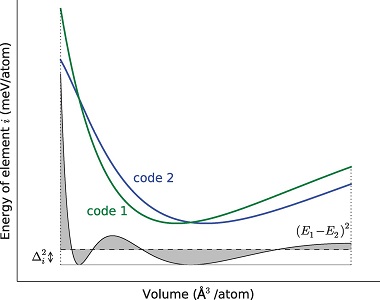 Energy of element i (meV/atom)
code 2
code 1
(E₁−E₂)²
Δᵢ²
Volume (Å³ /atom)